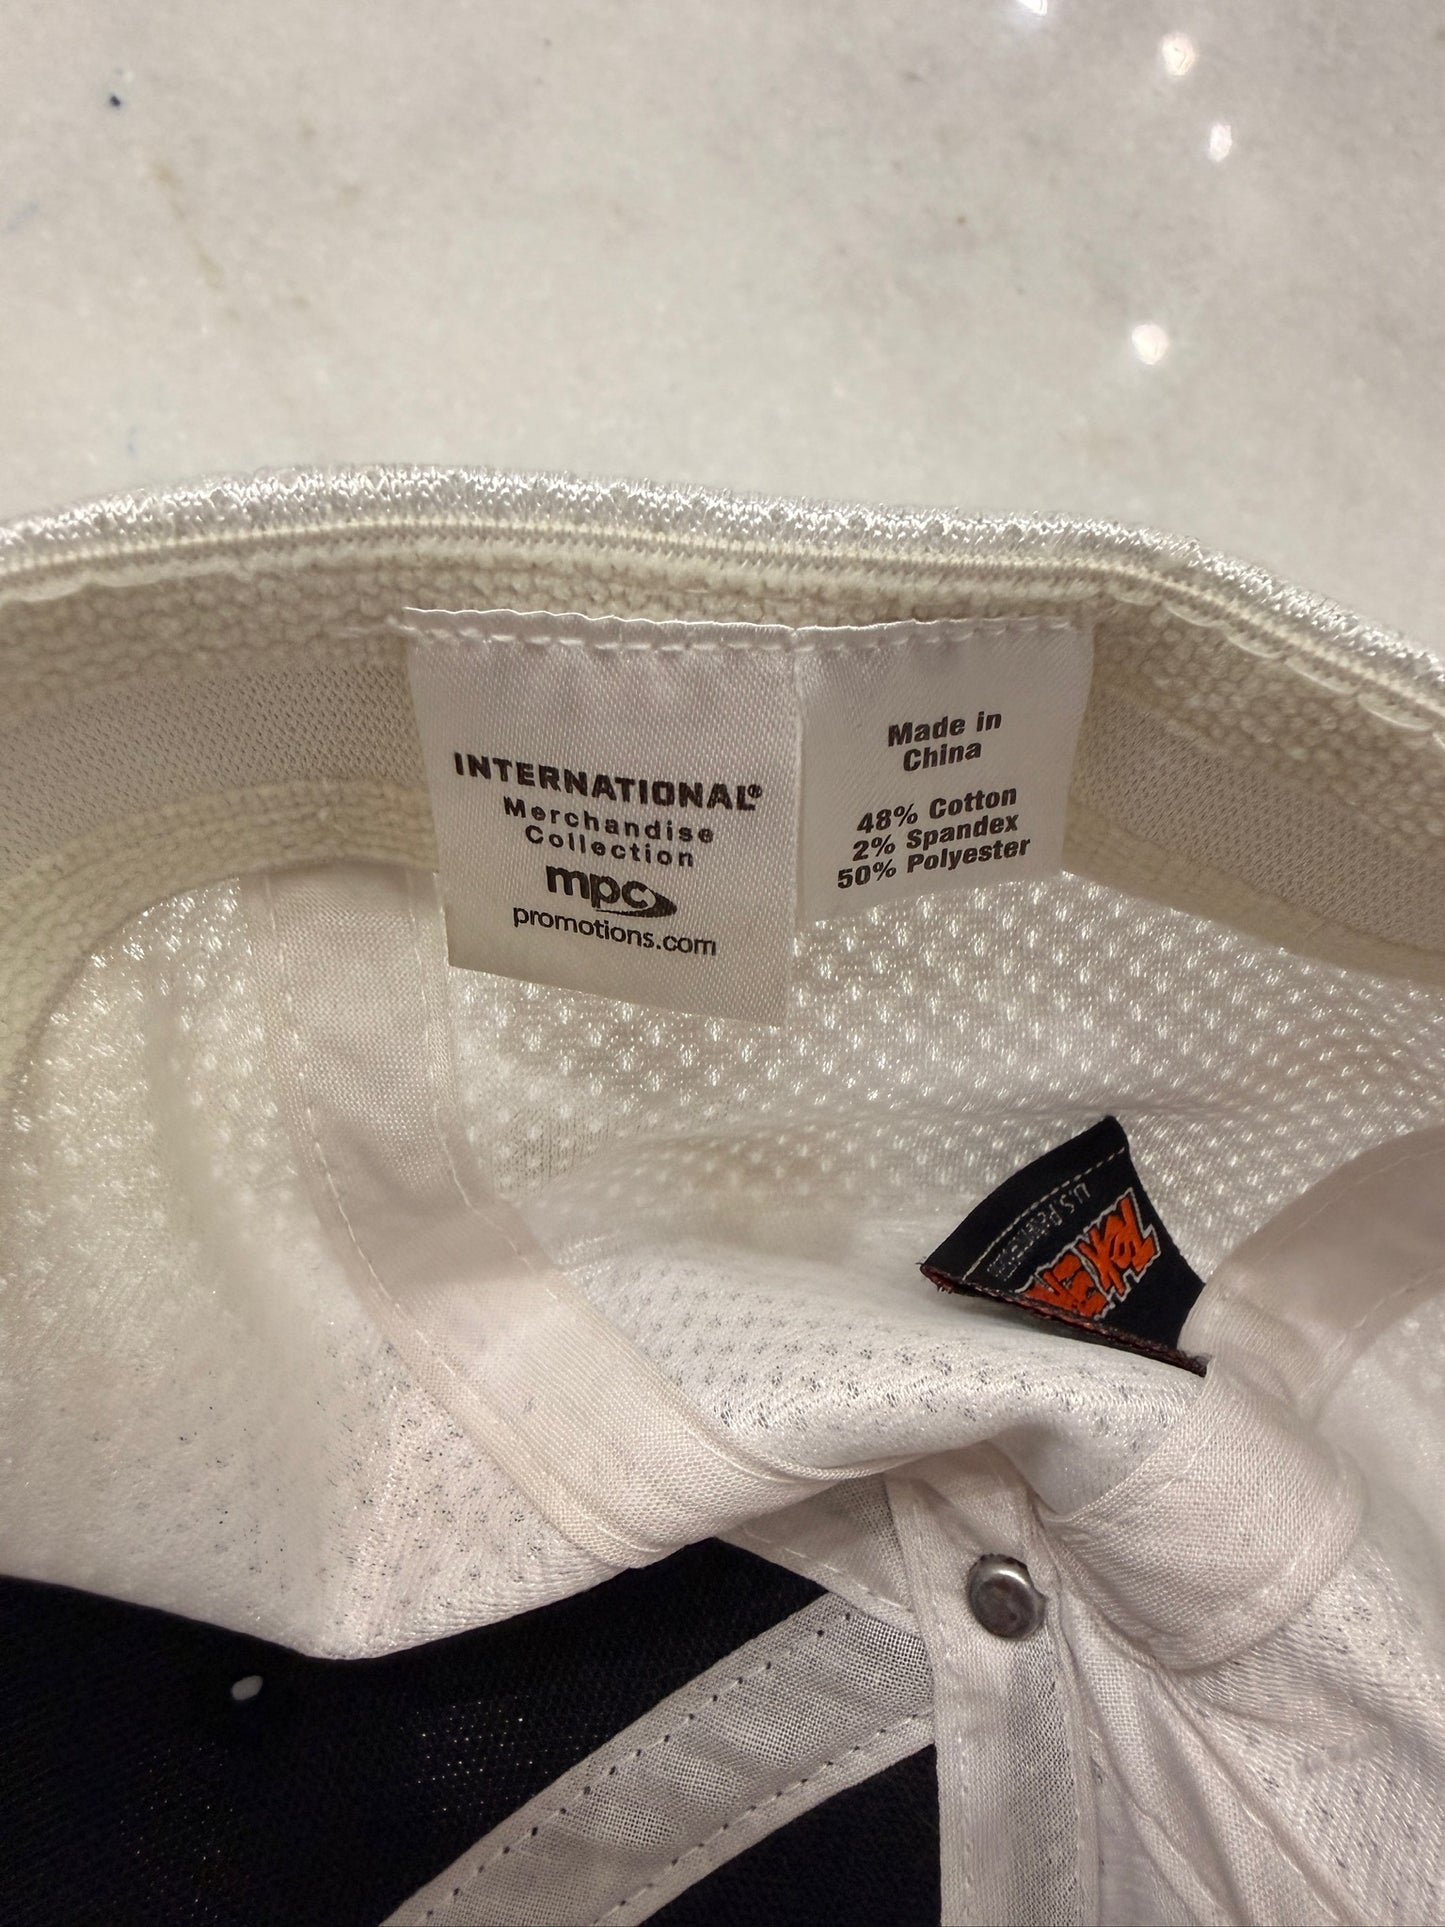 INTERNATIONAL®
Merchandise
Collection
mpc
promotions.com
Made in
China
48% Cotton
2% Spandex
50% Polyester
U.S.